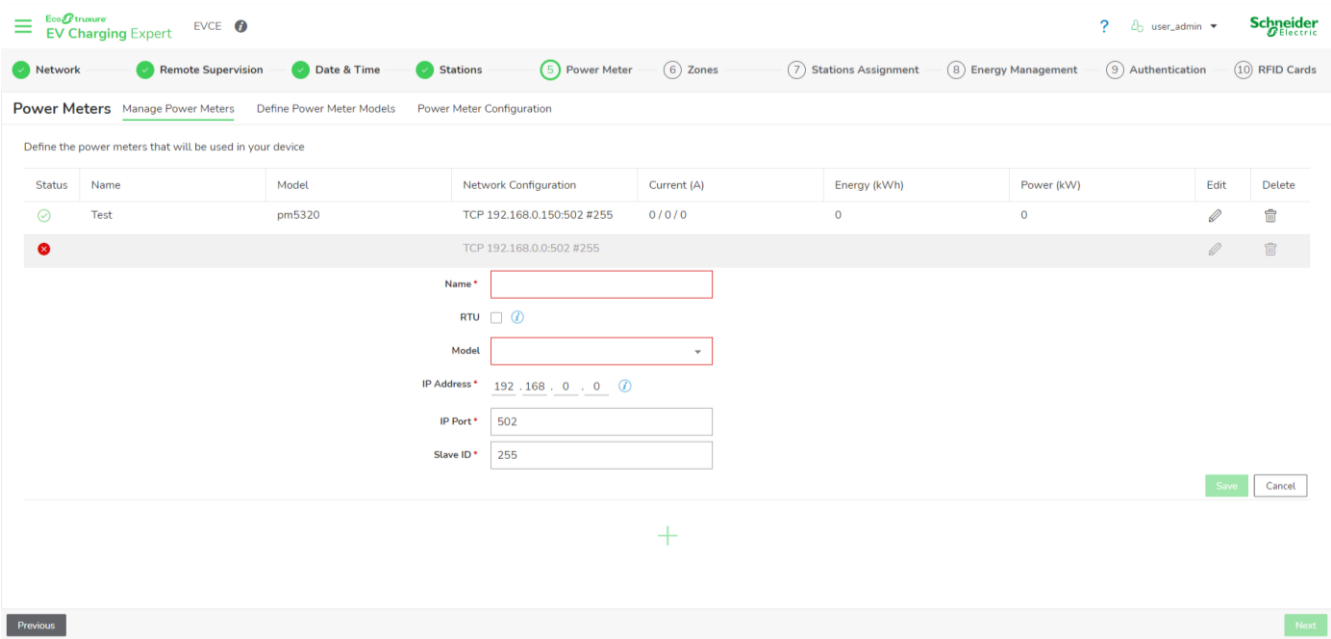 EcoStruxure
EV Charging Expert EVCE i ? user_admin Schneider Electric
Network Remote Supervision Date & Time Stations 5 Power Meter 6 Zones 7 Stations Assignment 8 Energy Management 9 Authentication 10 RFID Cards
Power Meters Manage Power Meters Define Power Meter Models Power Meter Configuration
Define the power meters that will be used in your device
Status Name Model Network Configuration Current (A) Energy (kWh) Power (kW) Edit Delete
Test pm5320 TCP 192.168.0.150:502 #255 0 / 0 / 0 0 0
TCP 192.168.0.0:502 #255
Name *
RTU i
Model
IP Address * 192 . 168 . 0 . 0 i
IP Port * 502
Slave ID * 255
Save Cancel
Previous Next